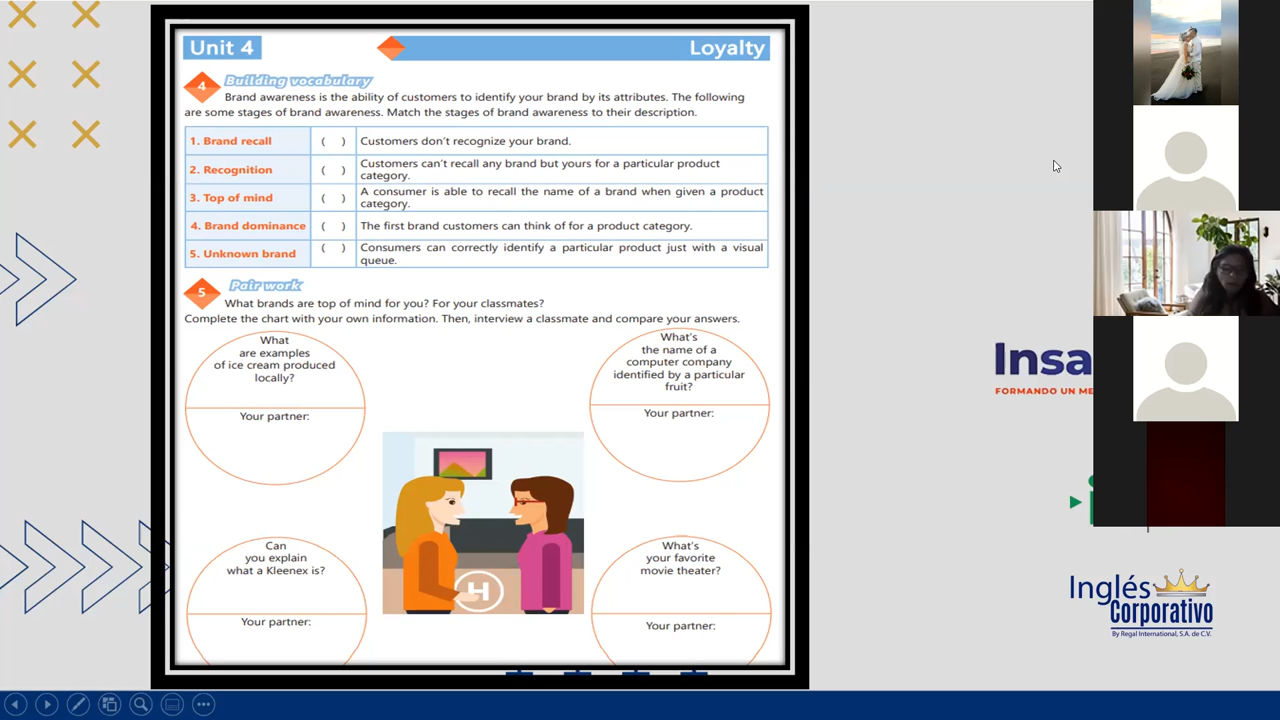 Unit 4
Loyalty
4
Building vocabulary
Brand awareness is the ability of customers to identify your brand by its attributes. The following
are some stages of brand awareness. Match the stages of brand awareness to their description.
1. Brand recall ( ) Customers don't recognize your brand.
2. Recognition ( ) Customers can't recall any brand but yours for a particular product
category.
3. Top of mind ( ) A consumer is able to recall the name of a brand when given a product
category.
4. Brand dominance ( ) The first brand customers can think of for a product category.
5. Unknown brand ( ) Consumers can correctly identify a particular product just with a visual
queue.
5
Pair work
What brands are top of mind for you? For your classmates?
Complete the chart with your own information. Then, interview a classmate and compare your answers.
What
are examples
of ice cream produced
locally?
Your partner:
What's
the name of a
computer company
identified by a particular
fruit?
Your partner:
Can
you explain
what a Kleenex is?
Your partner:
What's
your favorite
movie theater?
Your partner:
H
Insa
FORMANDO UN ME
Inglés
Corporativo
By Regal International, S.A. de C.V.